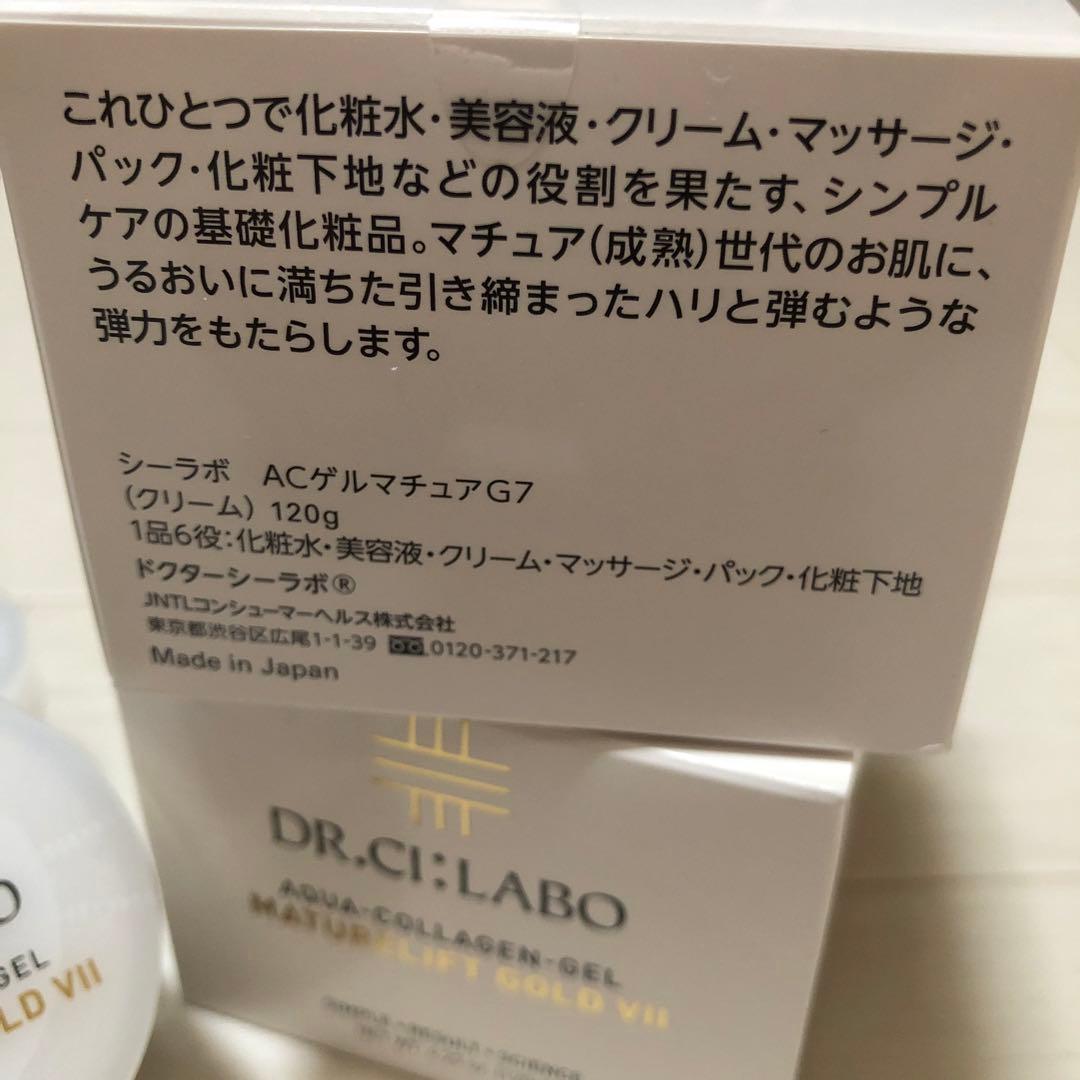 これひとつで化粧水・美容液・クリーム・マッサージ・
パック・化粧下地などの役割を果たす、シンプル
ケアの基礎化粧品。マチュア(成熟)世代のお肌に、
うるおいに満ちた引き締まったハリと弾むような
弾力をもたらします。
シーラボ ACゲルマチュアG7
(クリーム) 120g
1品6役:化粧水・美容液・クリーム・マッサージ・パック・化粧下地
ドクターシーラボ®
JNTLコンシューマーヘルス株式会社
東京都渋谷区広尾1-1-39 0120-371-217
Made in Japan
DR.CI:LABO
AQUA-COLLAGEN-GEL
MATURELIFT GOLD VII
O
GEL
LD VII